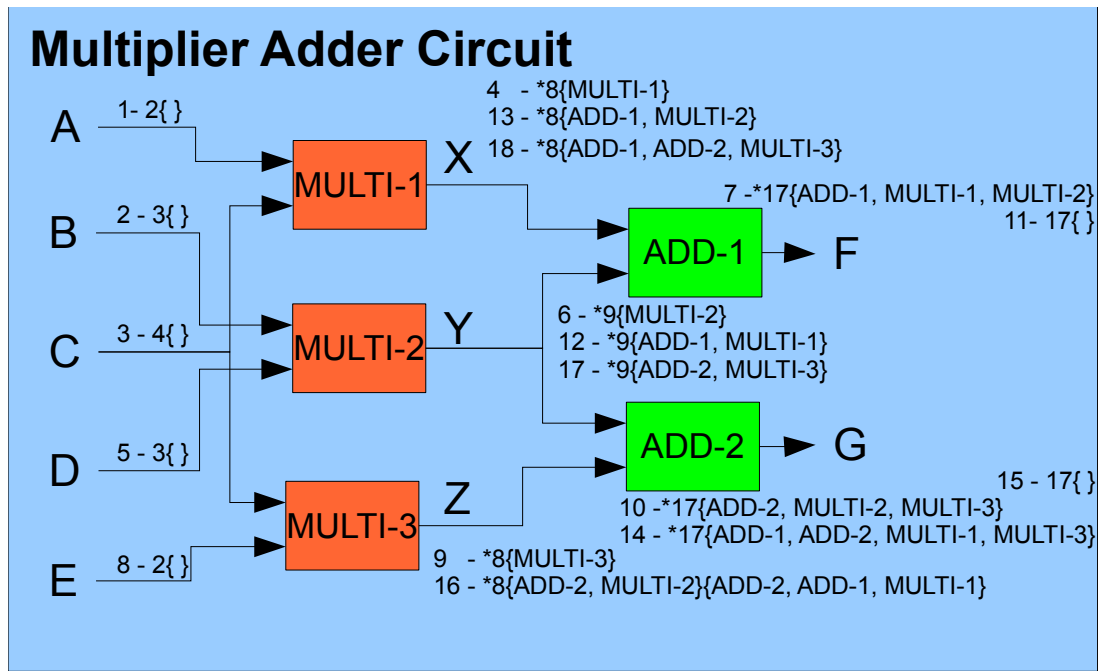 Multiplier Adder Circuit
4 - *8{MULTI-1}
13 - *8{ADD-1, MULTI-2}
18 - *8{ADD-1, ADD-2, MULTI-3}
A
1- 2{ }
MULTI-1
X
7 -*17{ADD-1, MULTI-1, MULTI-2}
11- 17{ }
B
2 - 3{ }
ADD-1
F
C
3 - 4{ }
MULTI-2
Y
6 - *9{MULTI-2}
12 - *9{ADD-1, MULTI-1}
17 - *9{ADD-2, MULTI-3}
D
5 - 3{ }
ADD-2
G
15 - 17{ }
10 -*17{ADD-2, MULTI-2, MULTI-3}
14 - *17{ADD-1, ADD-2, MULTI-1, MULTI-3}
MULTI-3
Z
E
8 - 2{ }
9 - *8{MULTI-3}
16 - *8{ADD-2, MULTI-2}{ADD-2, ADD-1, MULTI-1}